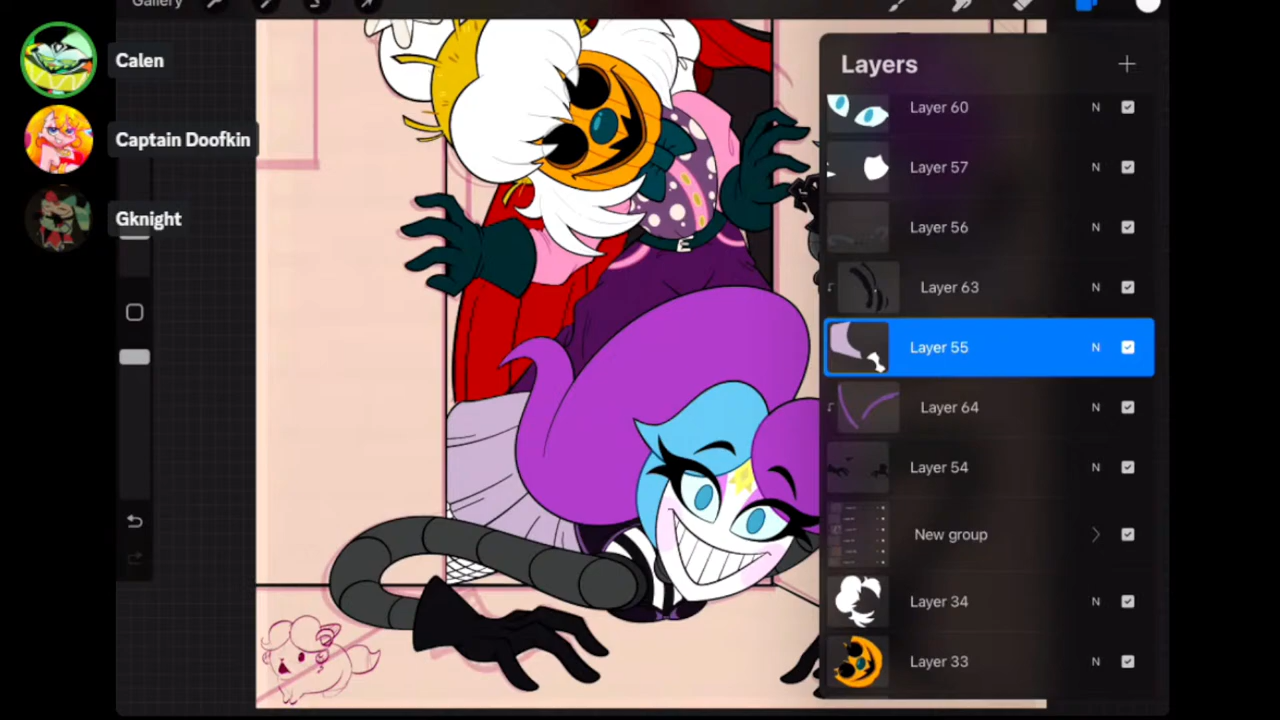 Gallery
Calen
Captain Doofkin
Gknight
Layers
Layer 60 N
Layer 57 N
Layer 56 N
Layer 63 N
Layer 55 N
Layer 64 N
Layer 54 N
New group
Layer 34 N
Layer 33 N